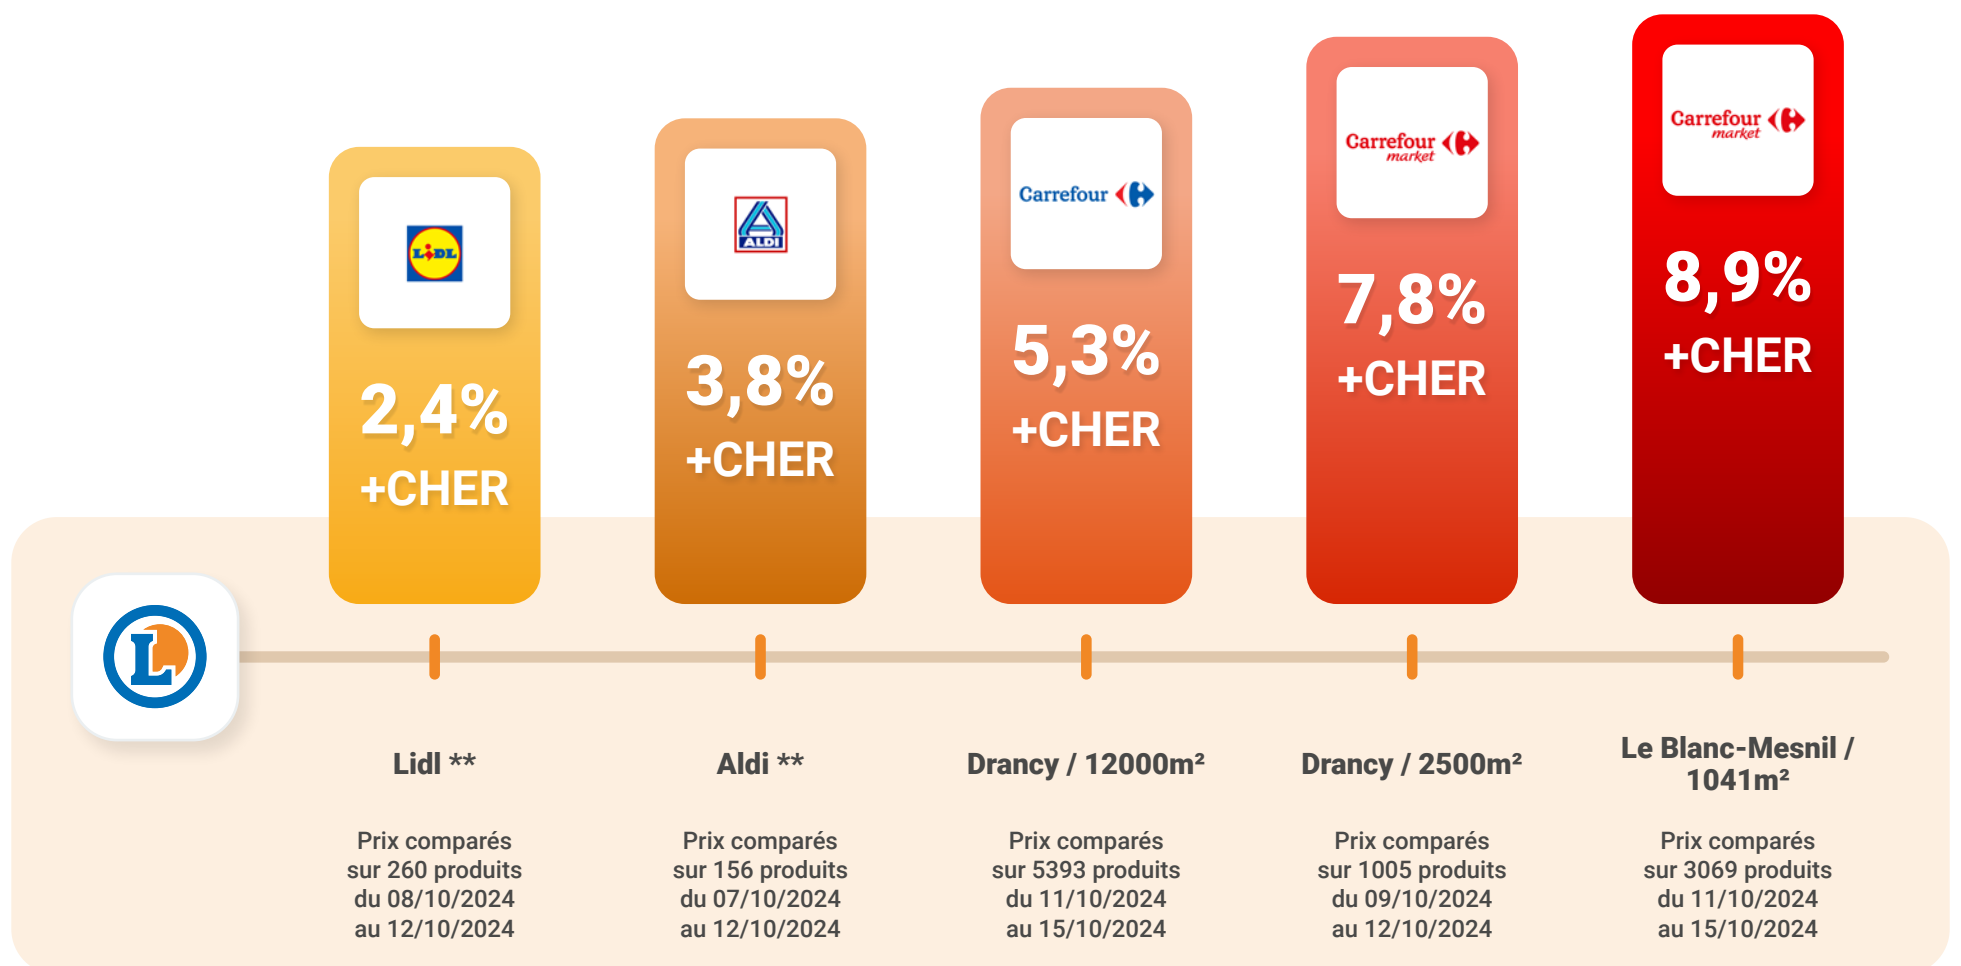 LIDL
2,4%
+CHER
ALDI
3,8%
+CHER
Carrefour
5,3%
+CHER
Carrefour
market
7,8%
+CHER
Carrefour
market
8,9%
+CHER
L
Lidl **
Prix comparés
sur 260 produits
du 08/10/2024
au 12/10/2024
Aldi **
Prix comparés
sur 156 produits
du 07/10/2024
au 12/10/2024
Drancy / 12000m²
Prix comparés
sur 5393 produits
du 11/10/2024
au 15/10/2024
Drancy / 2500m²
Prix comparés
sur 1005 produits
du 09/10/2024
au 12/10/2024
Le Blanc-Mesnil /
1041m²
Prix comparés
sur 3069 produits
du 11/10/2024
au 15/10/2024